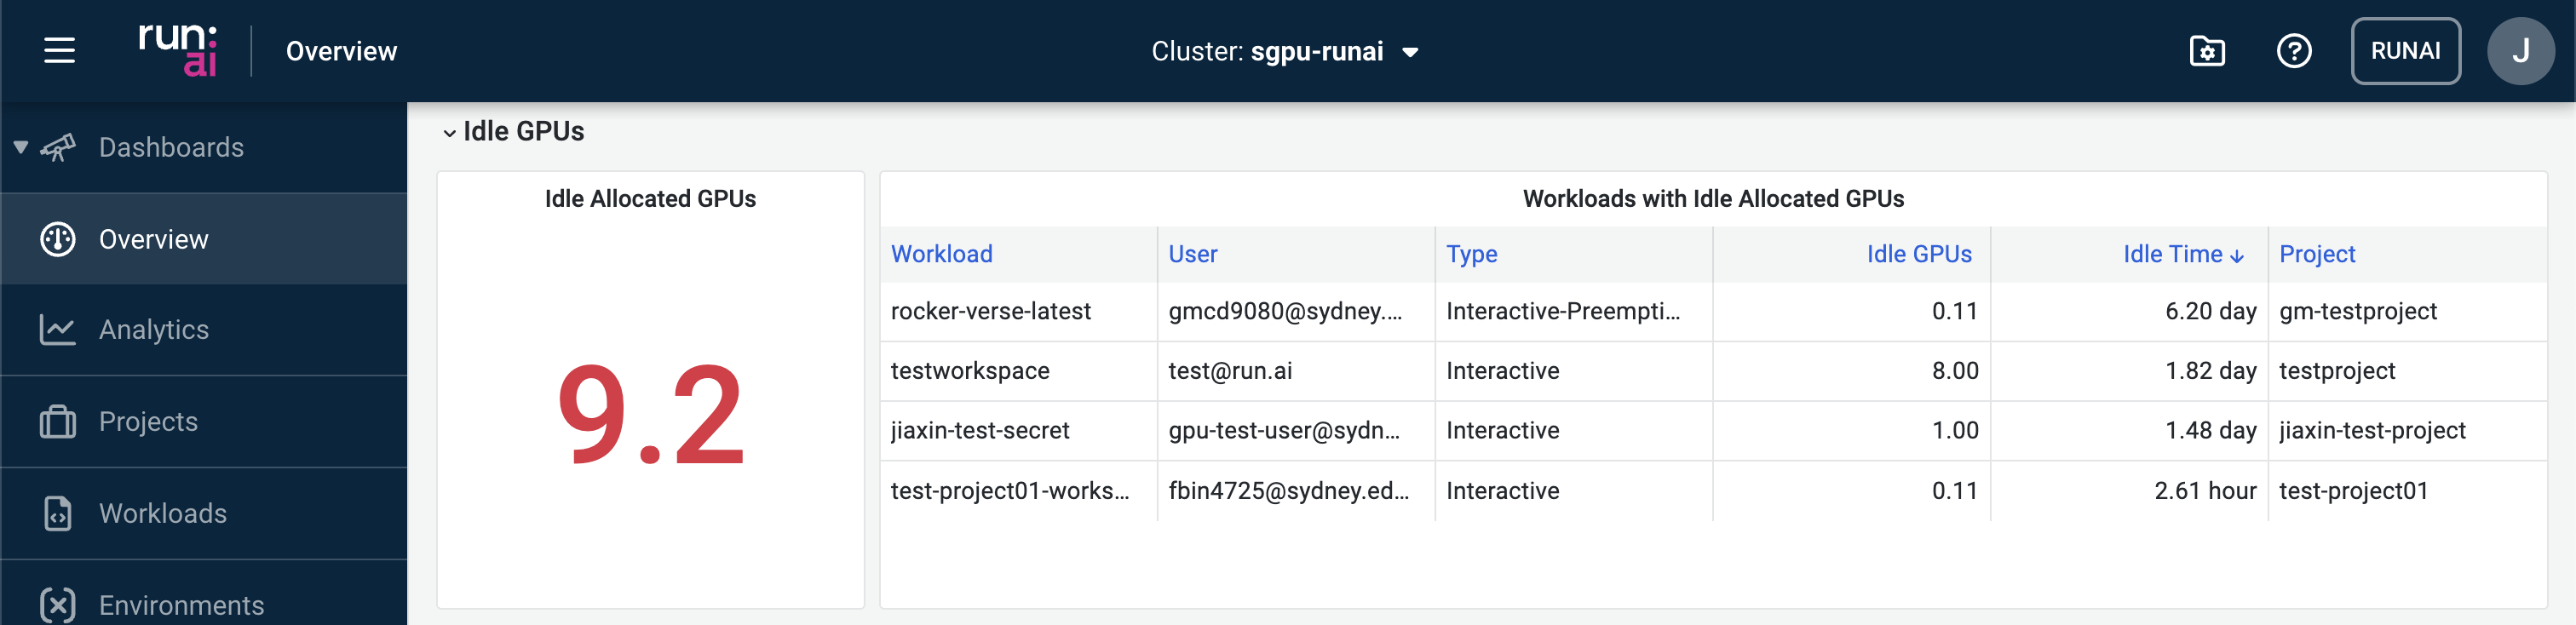 run:
ai
Overview
Cluster: sgpu-runai
RUNAI
J
Dashboards
Overview
Analytics
Projects
Workloads
Environments
Idle GPUs
Idle Allocated GPUs
9.2
Workloads with Idle Allocated GPUs
Workload User Type Idle GPUs Idle Time ↓ Project
rocker-verse-latest gmcd9080@sydney.... Interactive-Preempti... 0.11 6.20 day gm-testproject
testworkspace test@run.ai Interactive 8.00 1.82 day testproject
jiaxin-test-secret gpu-test-user@sydn... Interactive 1.00 1.48 day jiaxin-test-project
test-project01-works... fbin4725@sydney.ed... Interactive 0.11 2.61 hour test-project01